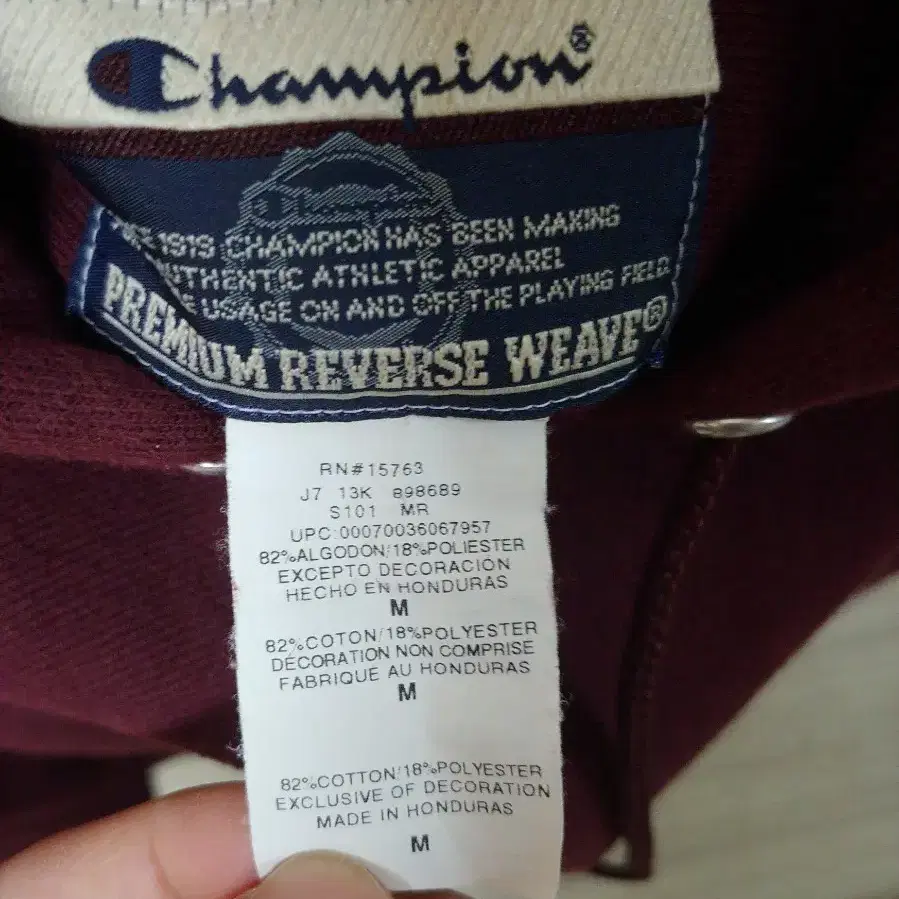 Champion®
1919 CHAMPION HAS BEEN MAKING
AUTHENTIC ATHLETIC APPAREL
USAGE ON AND OFF THE PLAYING FIELD.
PREMIUM REVERSE WEAVE®
RN#15763
J7 13K 898689
S101 MR
UPC:00070036067957
82%ALGODON/18%POLIESTER
EXCEPTO DECORACIÓN
HECHO EN HONDURAS
M
82%COTON/18%POLYESTER
DÉCORATION NON COMPRISE
FABRIQUE AU HONDURAS
M
82%COTTON/18%POLYESTER
EXCLUSIVE OF DECORATION
MADE IN HONDURAS
M